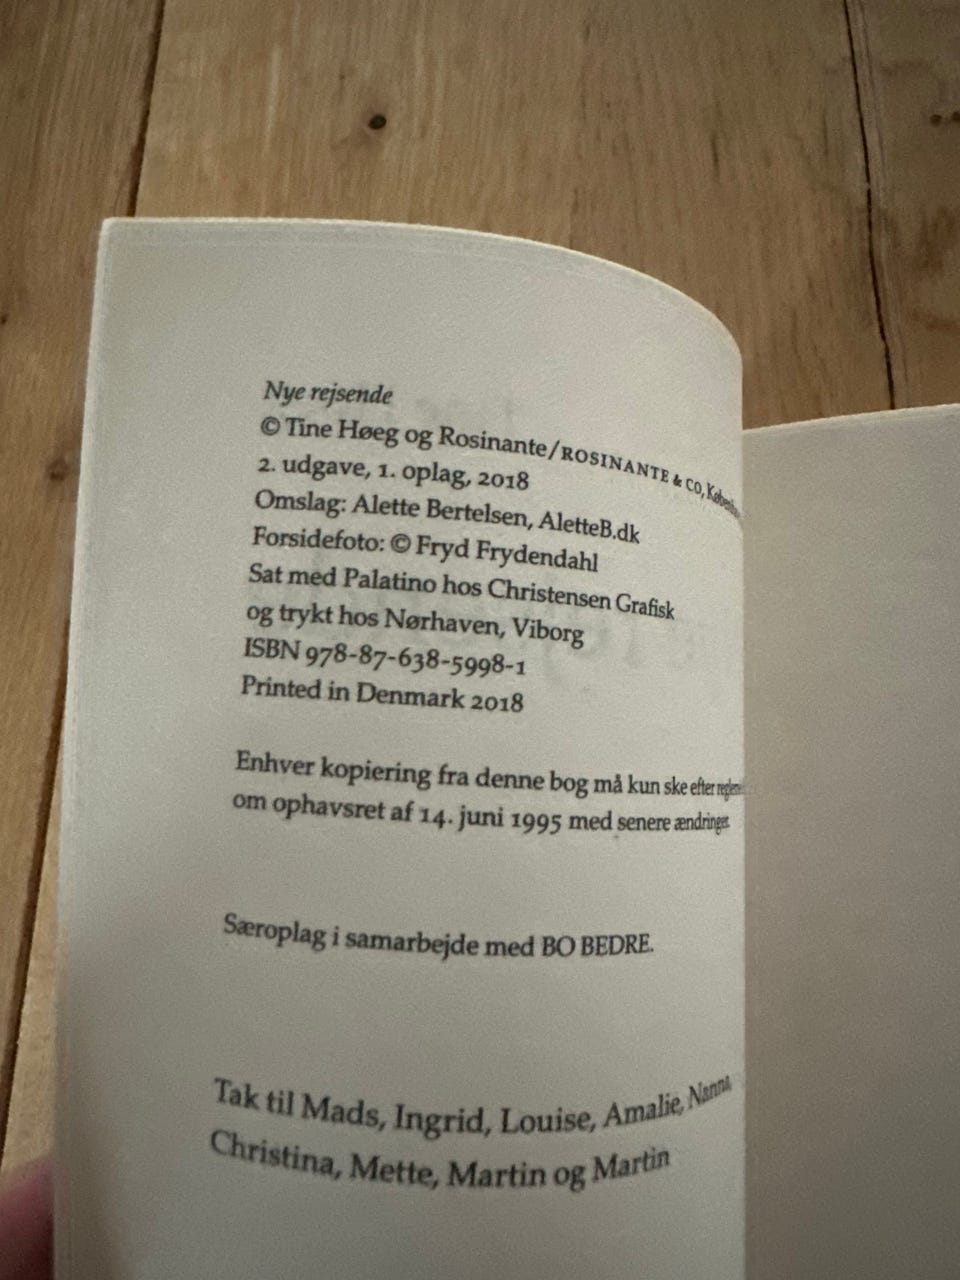 Nye rejsende
© Tine Høeg og Rosinante/ROSINANTE & CO,
2. udgave, 1. oplag, 2018
Omslag: Alette Bertelsen, AletteB.dk
Forsidefoto: © Fryd Frydendahl
Sat med Palatino hos Christensen Grafisk
og trykt hos Nørhaven, Viborg
ISBN 978-87-638-5998-1
Printed in Denmark 2018
Enhver kopiering fra denne bog må kun ske efter
om ophavsret af 14. juni 1995 med senere ændringer.
Særoplag i samarbejde med BO BEDRE.
Tak til Mads, Ingrid, Louise, Amalie, Nanna,
Christina, Mette, Martin og Martin